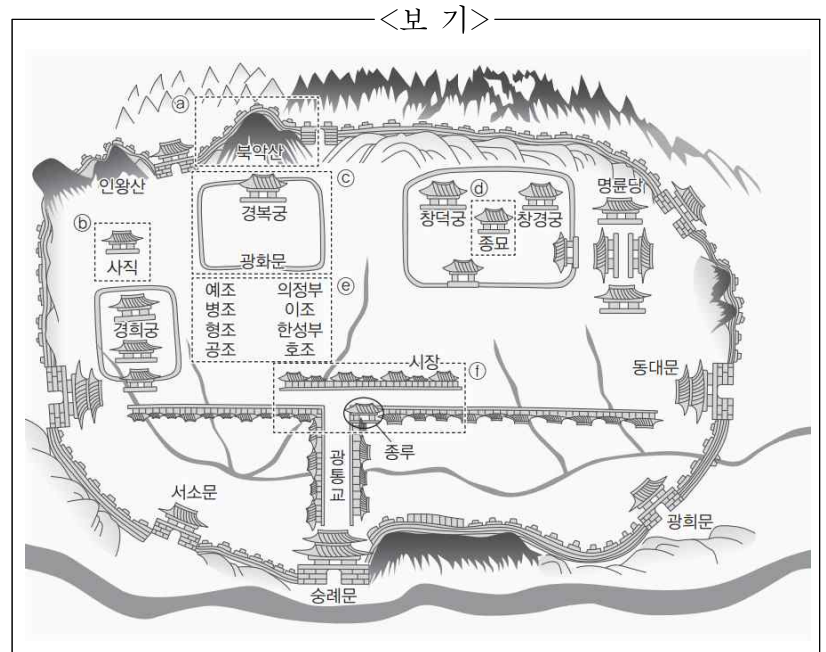 <보 기>
ⓐ
북악산
인왕산
ⓒ
경복궁
광화문
ⓑ
사직
경희궁
ⓓ
창덕궁
종묘
창경궁
명륜당
ⓔ
예조 의정부
병조 이조
형조 한성부
공조 호조
시장
ⓕ
동대문
종루
광통교
서소문
광희문
숭례문